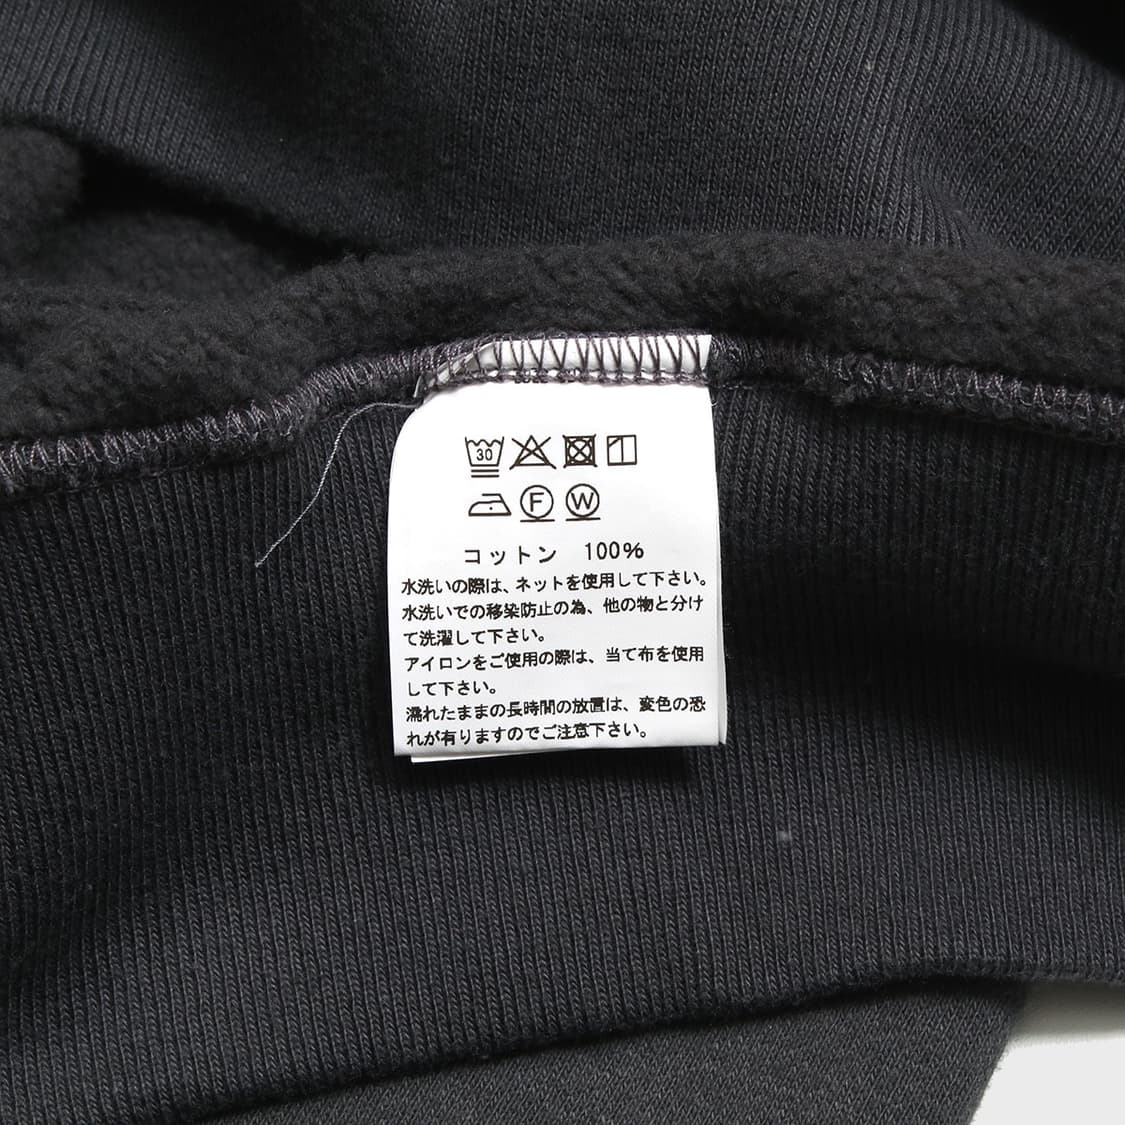 30
F W
コットン 100%
水洗いの際は、ネットを使用して下さい。
水洗いでの移染防止の為、他の物と分け
て洗濯して下さい。
アイロンをご使用の際は、当て布を使用
して下さい。
濡れたままの長時間の放置は、変色の恐
れが有りますのでご注意下さい。